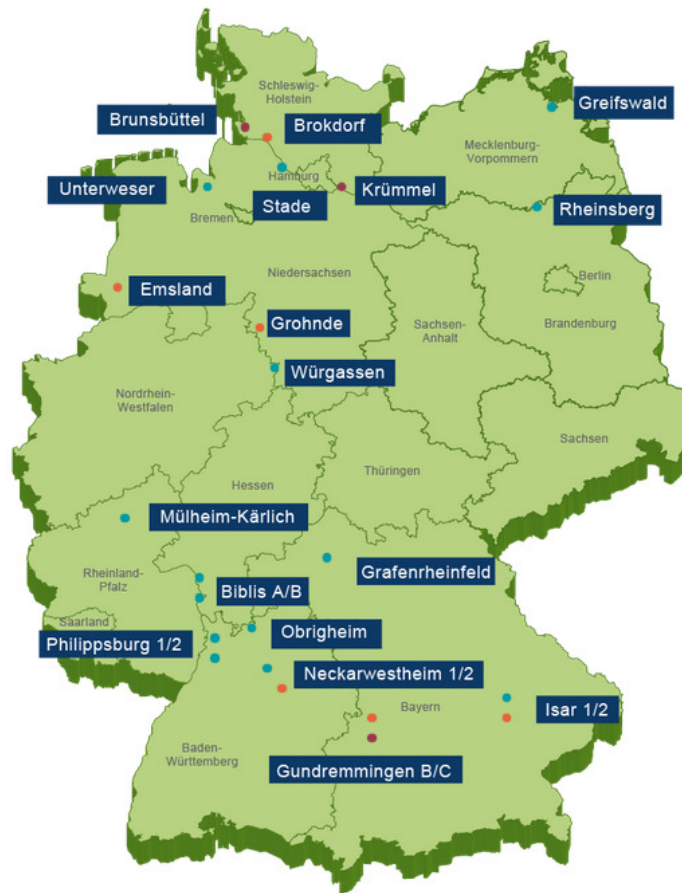 Schleswig-
Holstein
Greifswald
Brunsbüttel
Brokdorf
Mecklenburg-
Vorpommern
Hamburg
Unterweser
Krümmel
Stade
Bremen
Rheinsberg
Niedersachsen
Berlin
Emsland
Grohnde
Sachsen-
Anhalt
Brandenburg
Würgassen
Nordrhein-
Westfalen
Sachsen
Thüringen
Hessen
Mülheim-Kärlich
Grafenrheinfeld
Rheinland-
Pfalz
Biblis A/B
Saarland
Obrigheim
Philippsburg 1/2
Neckarwestheim 1/2
Bayern
Isar 1/2
Baden-
Württemberg
Gundremmingen B/C